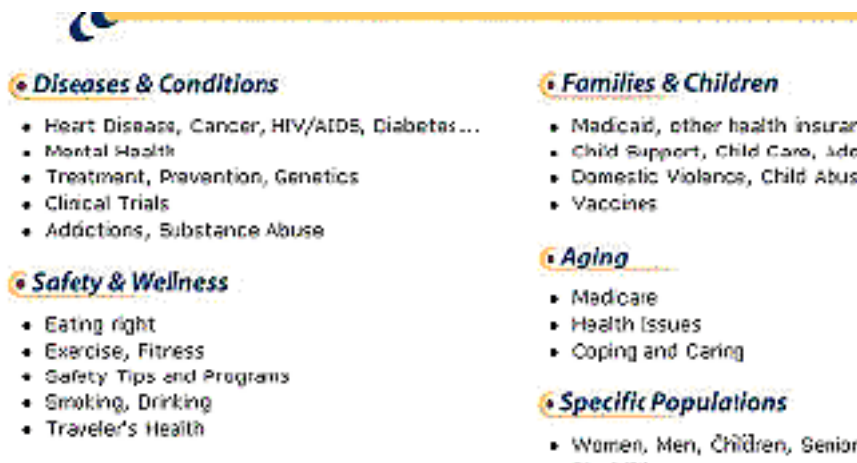 Diseases & Conditions
Heart Disease, Cancer, HIV/AIDS, Diabetes...
Mental Health
Treatment, Prevention, Genetics
Clinical Trials
Addictions, Substance Abuse
Safety & Wellness
Eating right
Exercise, Fitness
Safety Tips and Programs
Smoking, Drinking
Traveler's Health
Families & Children
Medicaid, other health insuran
Child Support, Child Care, Ado
Domestic Violence, Child Abus
Vaccines
Aging
Medicare
Health Issues
Coping and Caring
Specific Populations
Women, Men, Children, Senior